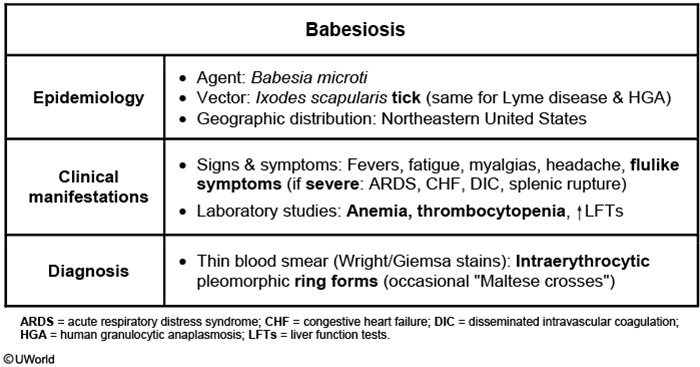 Babesiosis
Epidemiology
• Agent: Babesia microti
• Vector: Ixodes scapularis tick (same for Lyme disease & HGA)
• Geographic distribution: Northeastern United States
Clinical
manifestations
• Signs & symptoms: Fevers, fatigue, myalgias, headache, flulike
symptoms (if severe: ARDS, CHF, DIC, splenic rupture)
• Laboratory studies: Anemia, thrombocytopenia, ↑LFTs
Diagnosis
• Thin blood smear (Wright/Giemsa stains): Intraerythrocytic
pleomorphic ring forms (occasional "Maltese crosses")
ARDS = acute respiratory distress syndrome; CHF = congestive heart failure; DIC = disseminated intravascular coagulation;
HGA = human granulocytic anaplasmosis; LFTs = liver function tests.
©UWorld